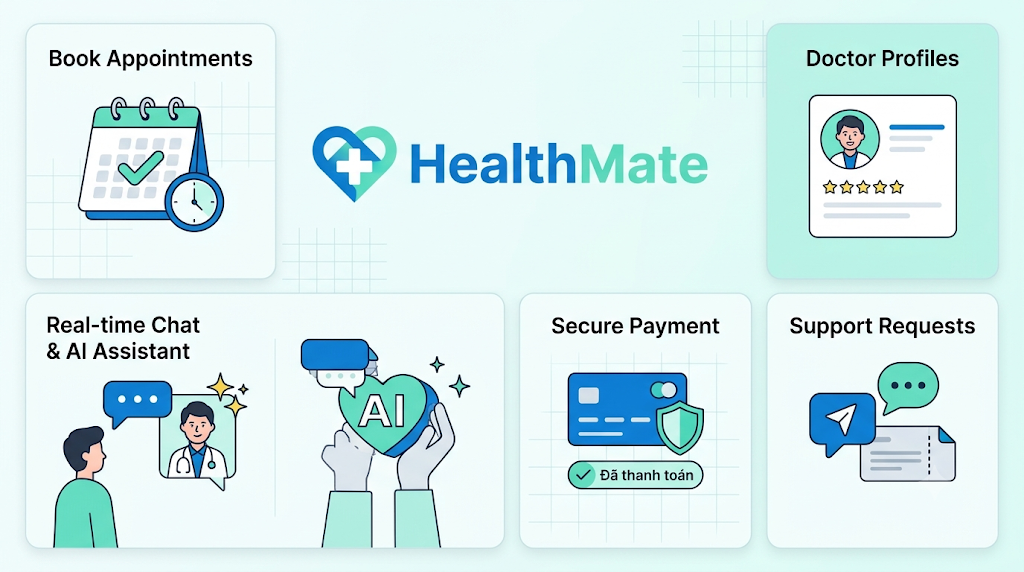 Book Appointments
HealthMate
Doctor Profiles
Real-time Chat
& AI Assistant
AI
Secure Payment
Đã thanh toán
Support Requests